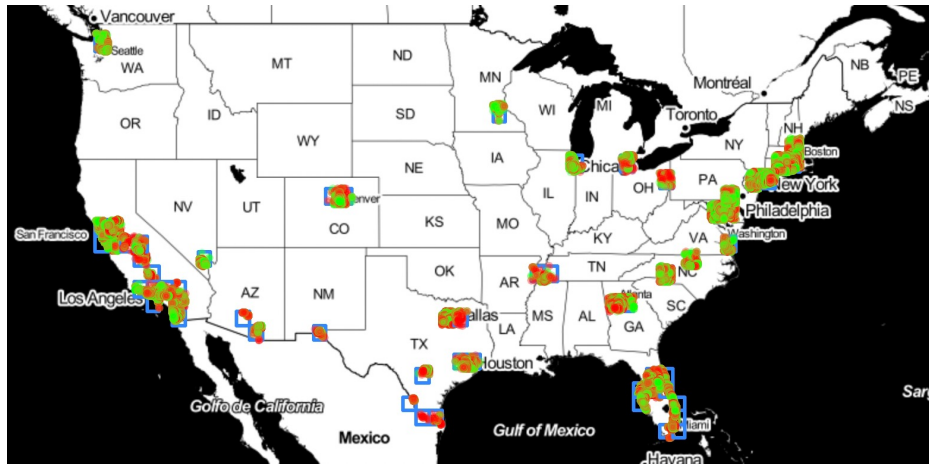 Vancouver
Seattle
WA
MT
ND
MN
Montréal
NB
PE
NS
OR
ID
SD
WI
MI
Toronto
NH
Boston
NY
WY
IA
Chica
NE
PA
New York
NV
UT
enver
IL
IN
OH
Philadelphia
San Francisco
CO
KS
MO
KY
VA
Washington
OK
TN
NC
Los Angeles
AZ
NM
AR
Atlanta
SC
allas
MS
AL
GA
TX
LA
Houston
Golfo de California
Sar
Mexico
Gulf of Mexico
Miami
Havana